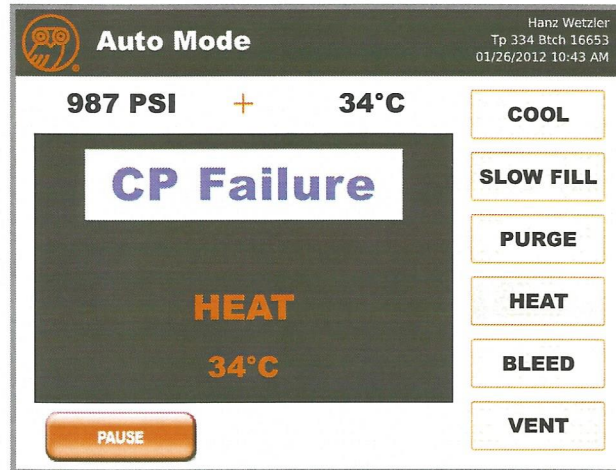 Auto Mode
Hanz Wetzler
Tp 334 Btch 16653
01/26/2012 10:43 AM
987 PSI + 34°C
CP Failure
HEAT
34°C
PAUSE
COOL
SLOW FILL
PURGE
HEAT
BLEED
VENT